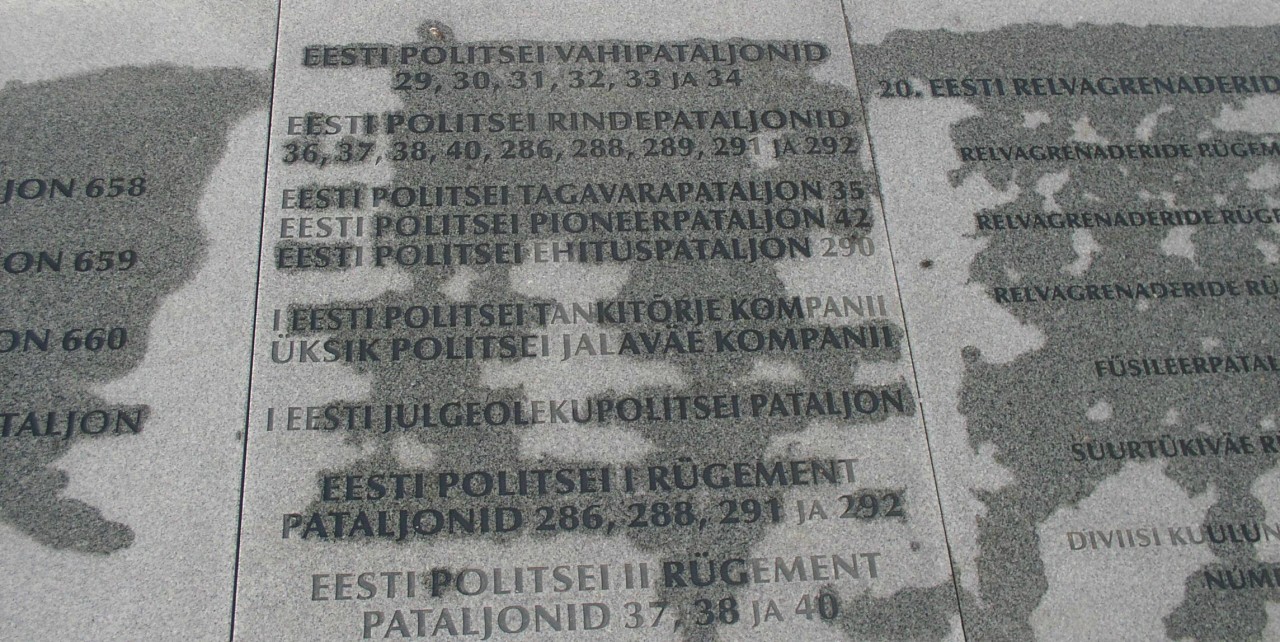 JON 658
ON 659
ON 660
TALJON
EESTI POLITSEI VAHIPATALJONID
29, 30, 31, 32, 33 JA 34
EESTI POLITSEI RINDEPATALJONID
36, 37, 38, 40, 286, 288, 289, 291 JA 292
EESTI POLITSEI TAGAVARAPATALJON 35
EESTI POLITSEI PIONEERPATALJON 42
EESTI POLITSEI EHITUSPATALJON 290
I EESTI POLITSEI TANKITÕRJE KOMPANII
ÜKSIK POLITSEI JALAVÄE KOMPANII
I EESTI JULGEOLEKUPOLITSEI PATALJON
EESTI POLITSEI I RÜGEMENT
PATALJONID 286, 288, 291 JA 292
EESTI POLITSEI II RÜGEMENT
PATALJONID 37, 38 JA 40
20. EESTI RELVAGRENADERID
RELVAGRENADERIDE RÜGEM
RELVAGRENADERIDE RÜG
RELVAGRENADERIDE RÜ
FÜSILEERPATAL
SUURTÜKIVÄE R
DIVIISI KUULUN
NUME